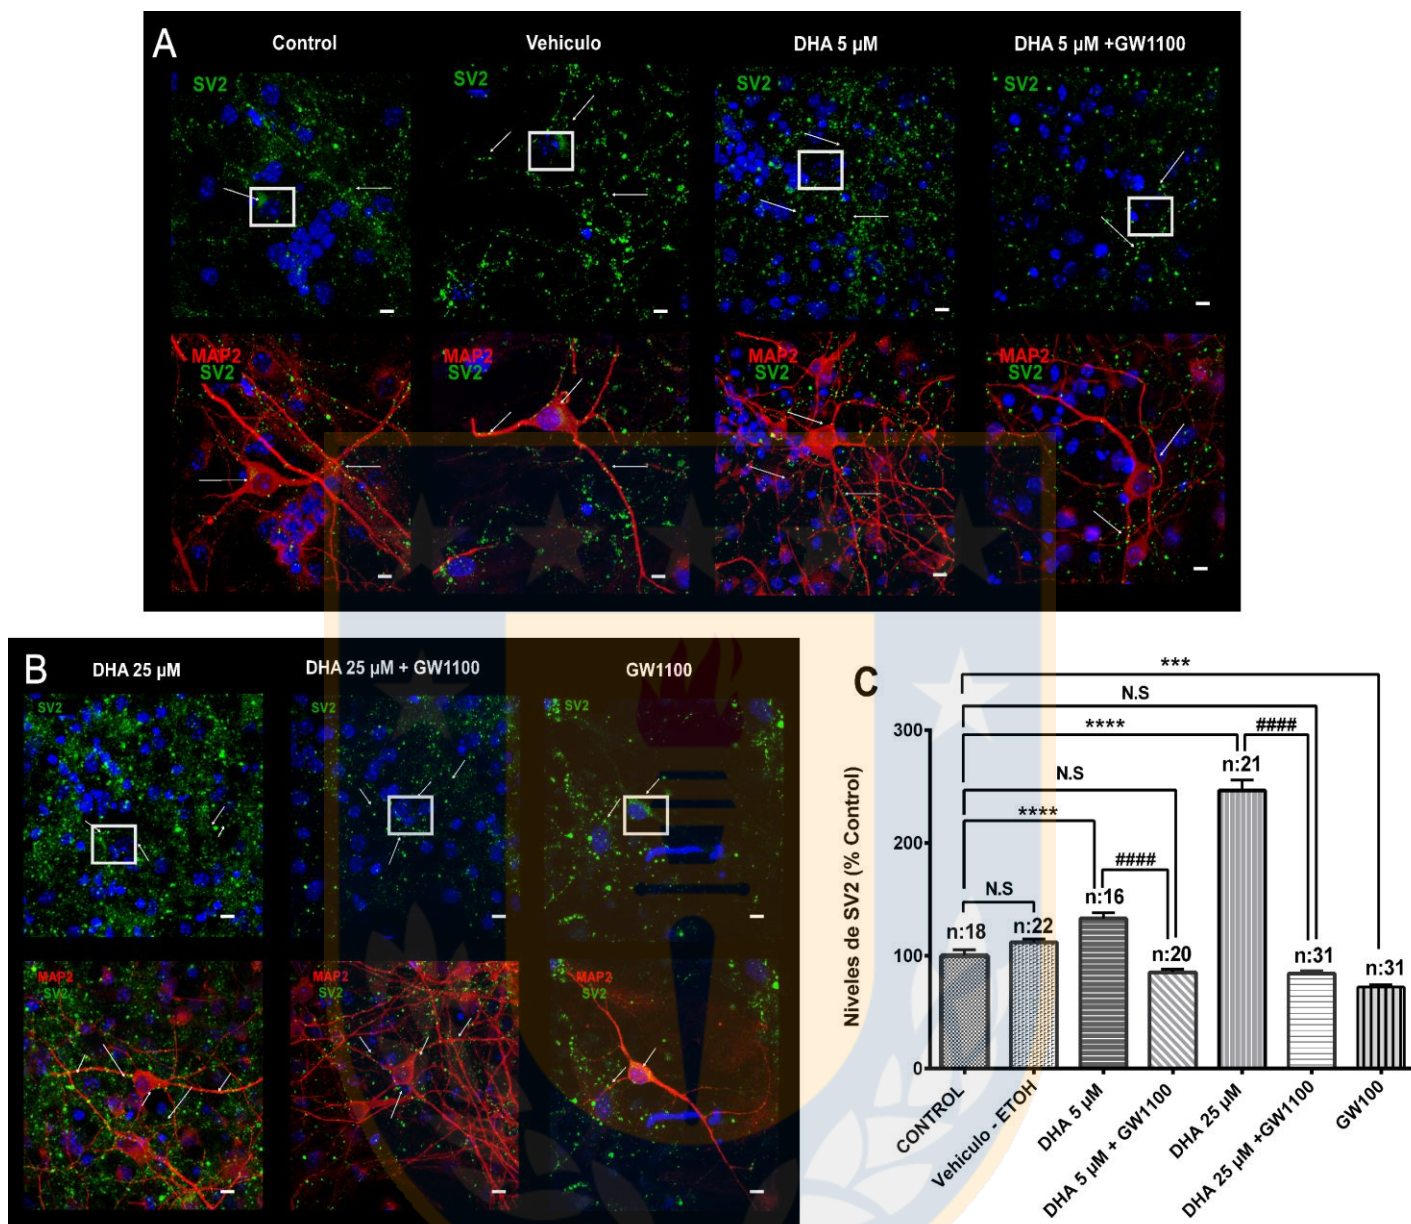 A
Control
Vehiculo
DHA 5 µM
DHA 5 µM +GW1100
SV2
SV2
SV2
SV2
MAP2
SV2
MAP2
SV2
MAP2
SV2
MAP2
SV2
B
DHA 25 µM
DHA 25 µM + GW1100
GW1100
SV2
SV2
SV2
MAP2
SV2
MAP2
SV2
MAP2
SV2
C
***
N.S
****
####
N.S
****
####
N.S
Niveles de SV2 (% Control)
300
200
100
0
n:18
n:22
n:16
n:20
n:21
n:31
n:31
CONTROL
Vehiculo - ETOH
DHA 5 µM
DHA 5 µM + GW1100
DHA 25 µM
DHA 25 µM +GW1100
GW100